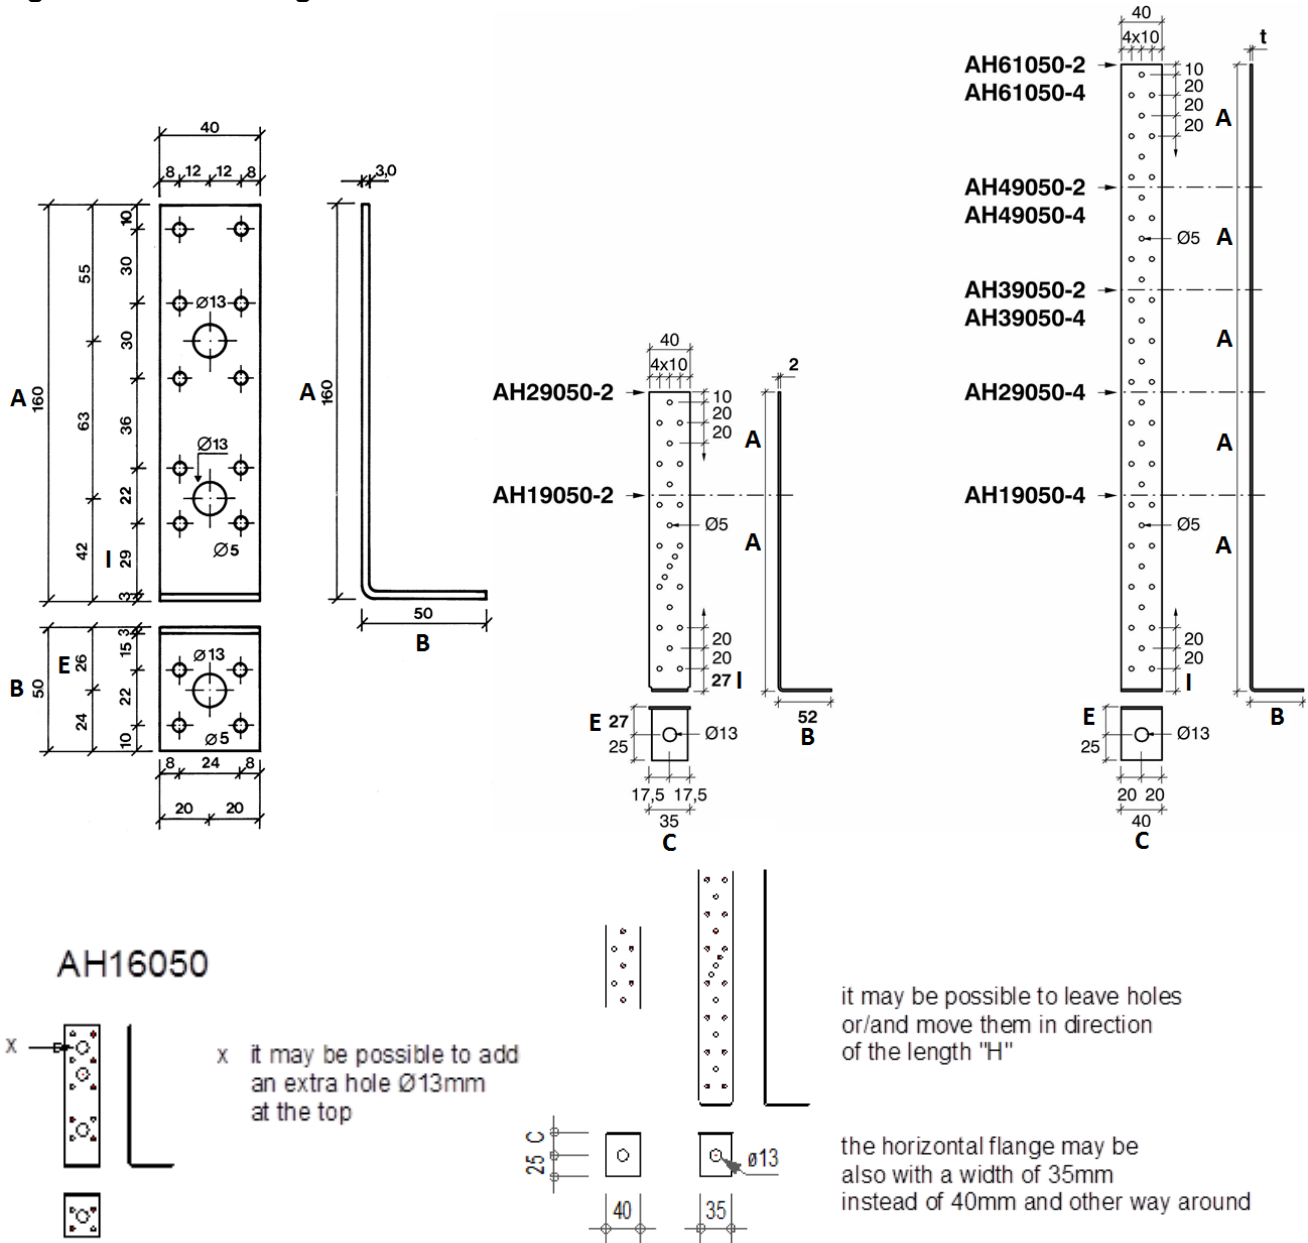 40
8 12 12 8
3,0
10
30
55
Ø13
30
A 160
A 160
36
63
Ø13
22
42
I 29
Ø5
3
50
B
3
15
E 26
Ø13
B 50
22
24
10
Ø5
8 24 8
20 20
40
4x10
2
AH29050-2
10
20
20
A
AH19050-2
Ø5
A
20
20
27 I
52
B
E 27
Ø13
25
17,5 17,5
35
C
40
4x10
t
AH61050-2
AH61050-4
10
20
20
20
A
AH49050-2
AH49050-4
Ø5
A
AH39050-2
AH39050-4
A
AH29050-4
A
AH19050-4
Ø5
A
20
20
I
B
E
25
Ø13
20 20
40
C
AH16050
x
x it may be possible to add
an extra hole Ø13mm
at the top
it may be possible to leave holes
or/and move them in direction
of the length "H"
C
25
ø13
40
35
the horizontal flange may be
also with a width of 35mm
instead of 40mm and other way around